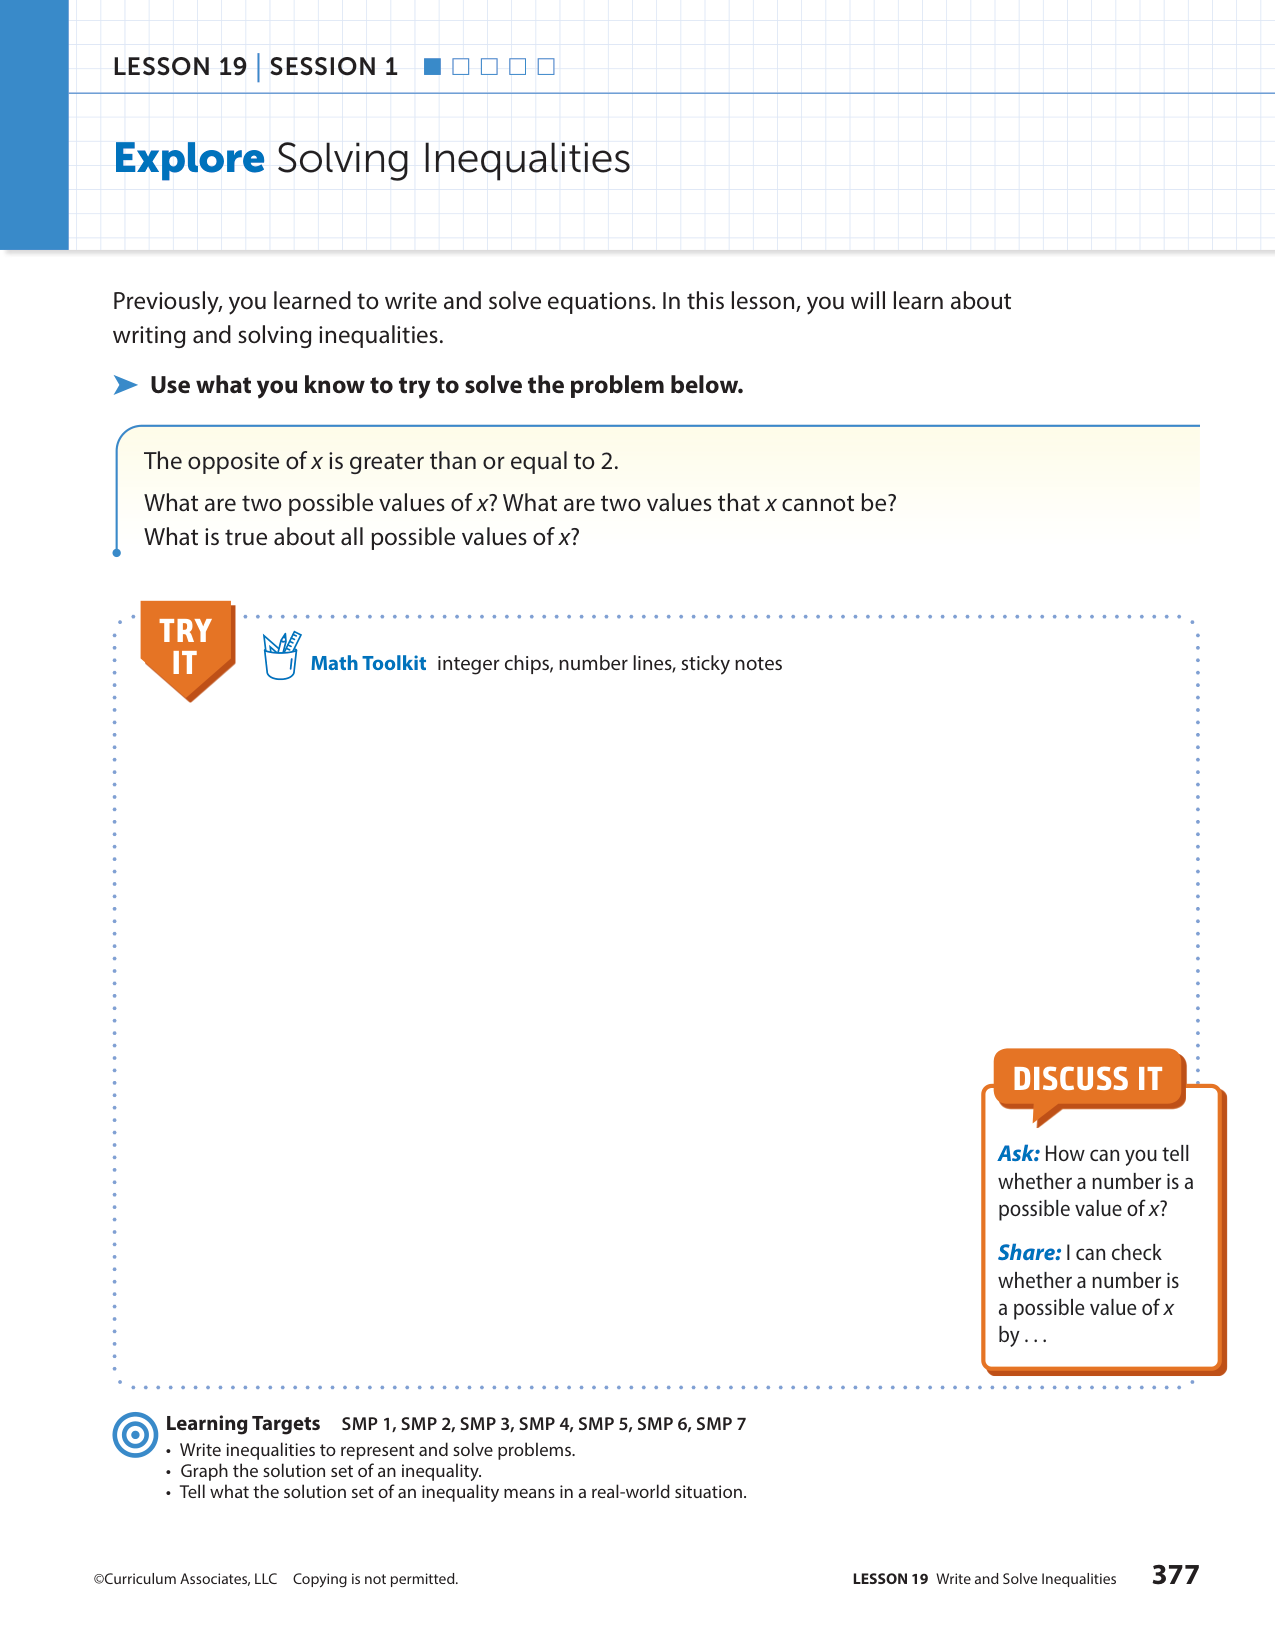 LESSON 19 | SESSION 1
Explore Solving Inequalities
Previously, you learned to write and solve equations. In this lesson, you will learn about
writing and solving inequalities.
Use what you know to try to solve the problem below.
The opposite of x is greater than or equal to 2.
What are two possible values of x? What are two values that x cannot be?
What is true about all possible values of x?
TRY
IT
Math Toolkit integer chips, number lines, sticky notes
DISCUSS IT
Ask: How can you tell
whether a number is a
possible value of x?
Share: I can check
whether a number is
a possible value of x
by . . .
Learning Targets SMP 1, SMP 2, SMP 3, SMP 4, SMP 5, SMP 6, SMP 7
• Write inequalities to represent and solve problems.
• Graph the solution set of an inequality.
• Tell what the solution set of an inequality means in a real-world situation.
©Curriculum Associates, LLC Copying is not permitted.
LESSON 19 Write and Solve Inequalities 377